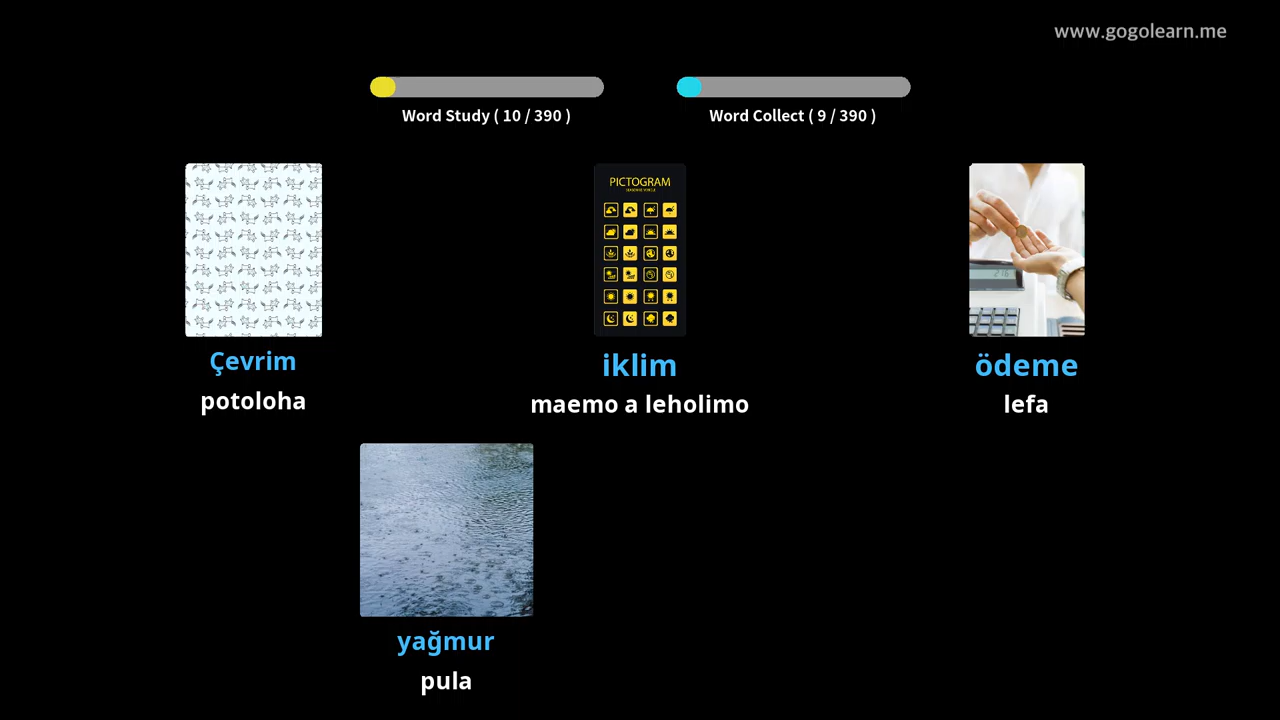 www.gogolearn.me
Word Study ( 10 / 390 )
Word Collect ( 9 / 390 )
PICTOGRAM
Çevrim
potoloha
iklim
maemo a leholimo
ödeme
lefa
yağmur
pula